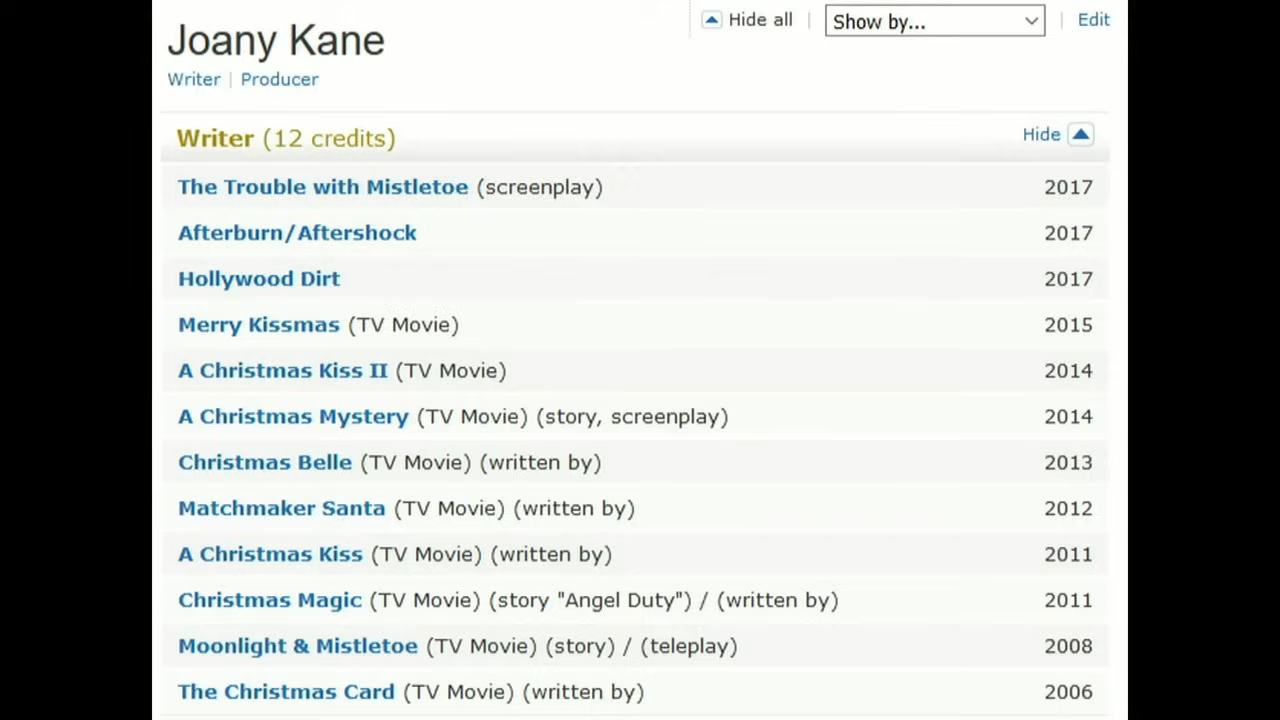 Joany Kane
Hide all | Show by... | Edit
Writer | Producer
Writer (12 credits) Hide
The Trouble with Mistletoe (screenplay) 2017
Afterburn/Aftershock 2017
Hollywood Dirt 2017
Merry Kissmas (TV Movie) 2015
A Christmas Kiss II (TV Movie) 2014
A Christmas Mystery (TV Movie) (story, screenplay) 2014
Christmas Belle (TV Movie) (written by) 2013
Matchmaker Santa (TV Movie) (written by) 2012
A Christmas Kiss (TV Movie) (written by) 2011
Christmas Magic (TV Movie) (story "Angel Duty") / (written by) 2011
Moonlight & Mistletoe (TV Movie) (story) / (teleplay) 2008
The Christmas Card (TV Movie) (written by) 2006